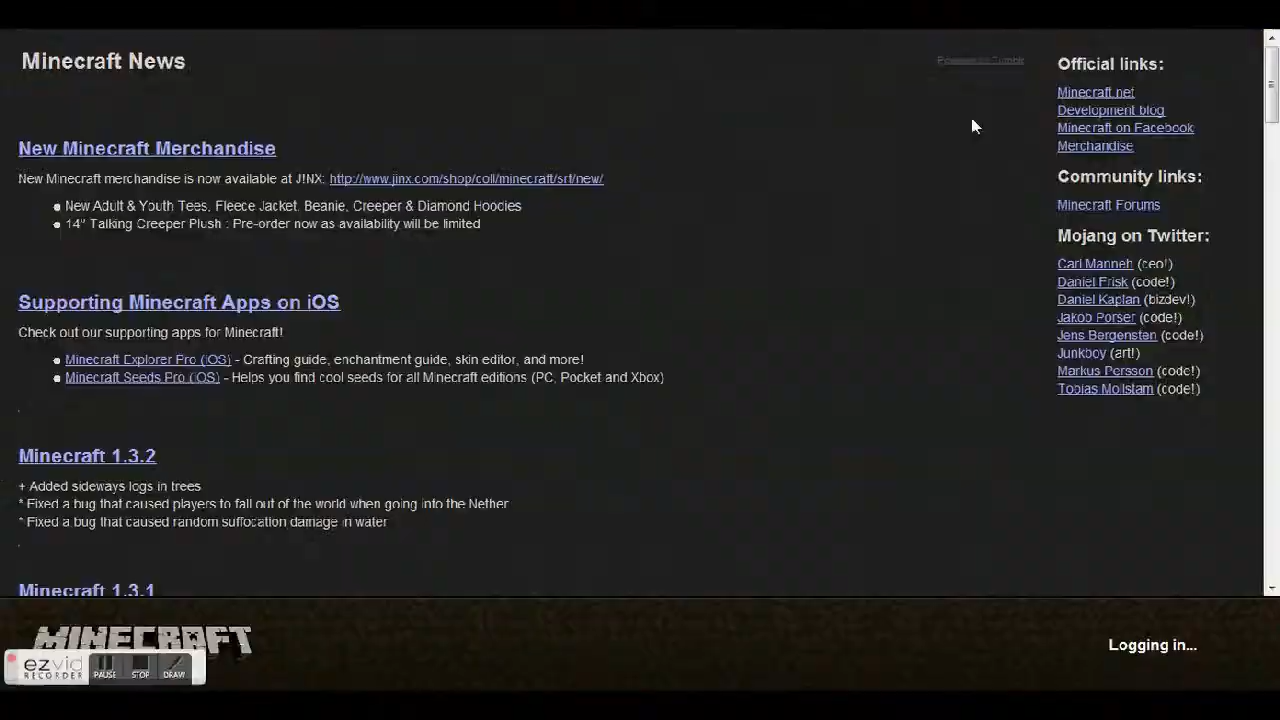 Minecraft News
Powered by Tumblr
New Minecraft Merchandise
New Minecraft merchandise is now available at J!NX: http://www.jinx.com/shop/coll/minecraft/srt/new/
New Adult & Youth Tees, Fleece Jacket, Beanie, Creeper & Diamond Hoodies
14" Talking Creeper Plush : Pre-order now as availability will be limited
Supporting Minecraft Apps on iOS
Check out our supporting apps for Minecraft!
Minecraft Explorer Pro (iOS) - Crafting guide, enchantment guide, skin editor, and more!
Minecraft Seeds Pro (iOS) - Helps you find cool seeds for all Minecraft editions (PC, Pocket and Xbox)
.
Minecraft 1.3.2
+ Added sideways logs in trees
* Fixed a bug that caused players to fall out of the world when going into the Nether
* Fixed a bug that caused random suffocation damage in water
.
Minecraft 1.3.1
Official links:
Minecraft.net
Development blog
Minecraft on Facebook
Merchandise
Community links:
Minecraft Forums
Mojang on Twitter:
Carl Manneh (ceo!)
Daniel Frisk (code!)
Daniel Kaplan (bizdev!)
Jakob Porser (code!)
Jens Bergensten (code!)
Junkboy (art!)
Markus Persson (code!)
Tobias Mollstam (code!)
MINECRAFT
Logging in...
ezvid
RECORDER
PAUSE
STOP
DRAW